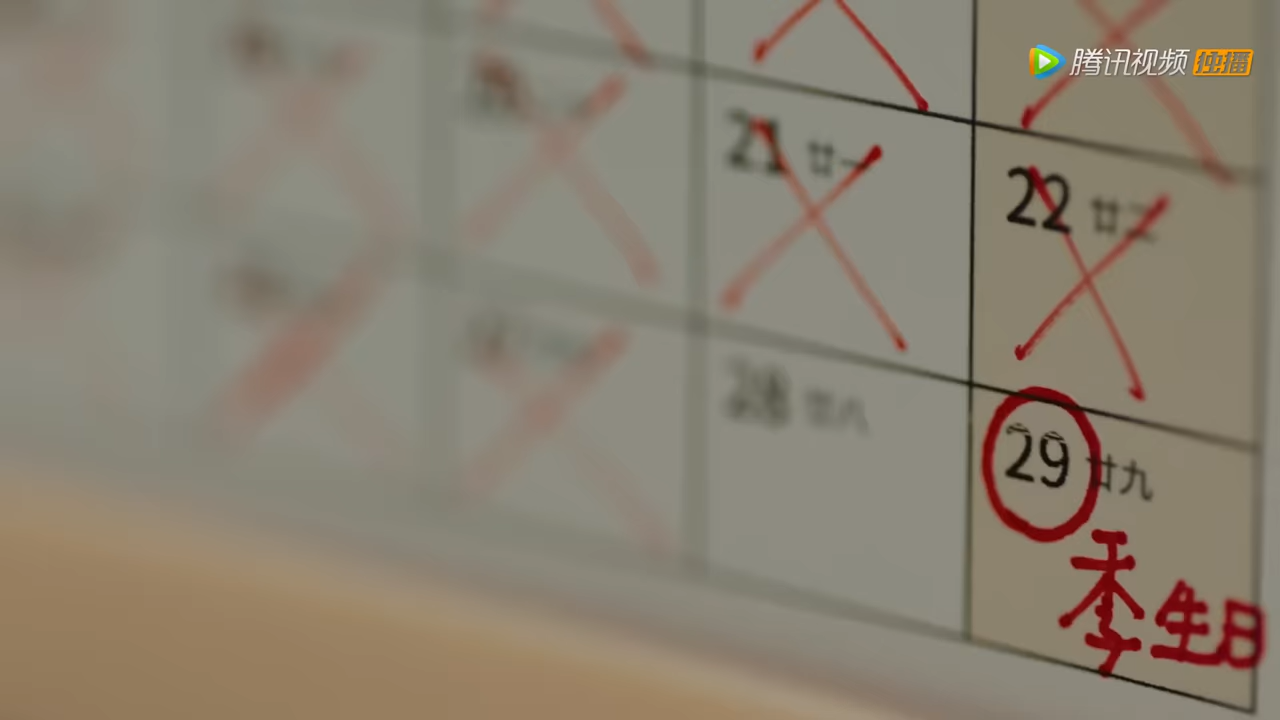 腾讯视频 独播
21 廿一
22 廿二
28 廿八
29 廿九
季生日